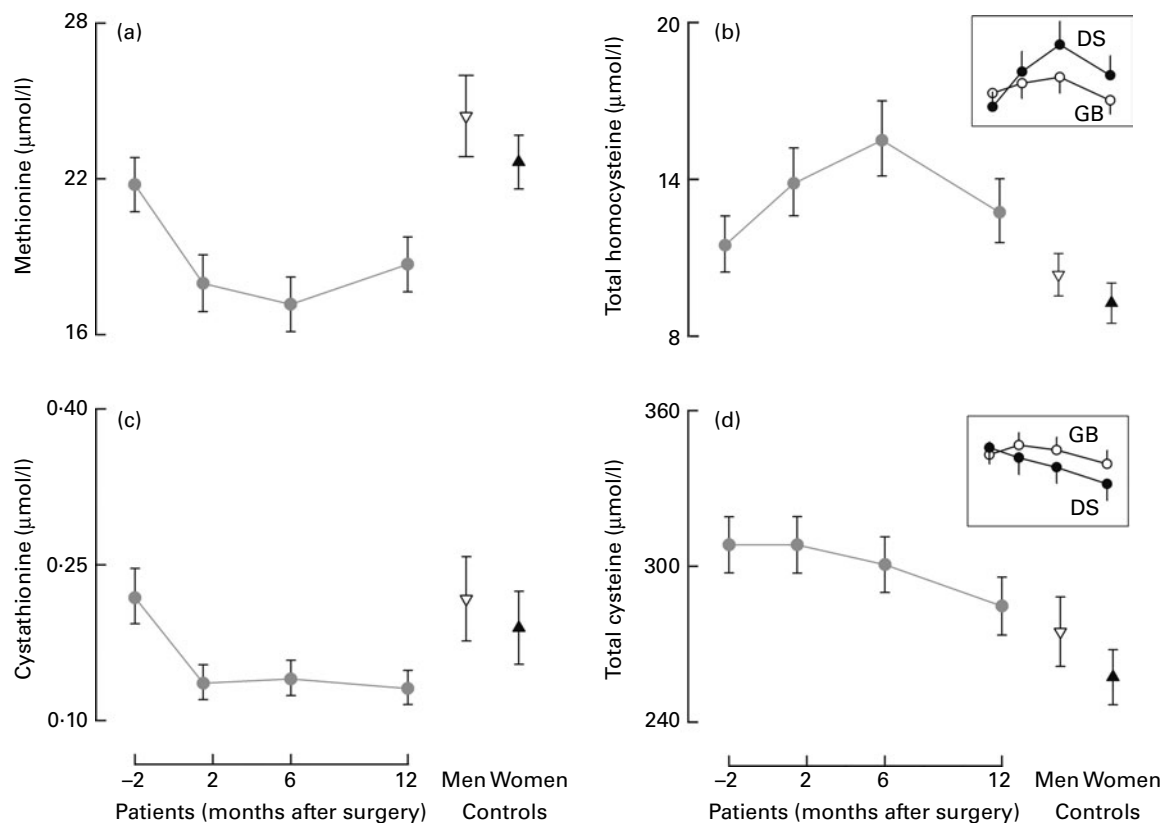 (a)
Methionine (μmol/l)
28
22
16
(b)
Total homocysteine (μmol/l)
20
14
8
DS
GB
(c)
Cystathionine (μmol/l)
0·40
0·25
0·10
–2 2 6 12
Patients (months after surgery)
Men Women
Controls
(d)
Total cysteine (μmol/l)
360
300
240
GB
DS
–2 2 6 12
Patients (months after surgery)
Men Women
Controls